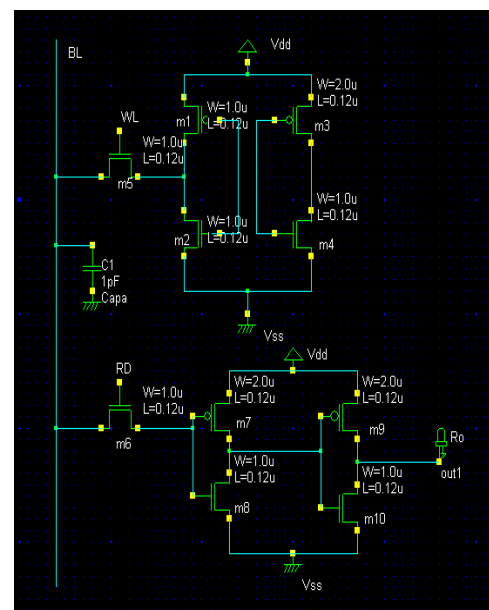 BL
Vdd
W=2.0u
L=0.12u
m1
W=1.0u
L=0.12u
m3
WL
W=1.0u
L=0.12u
m5
W=1.0u
L=0.12u
m2
W=1.0u
L=0.12u
m4
C1
1pF
Capa
Vss
Vdd
RD
W=1.0u
L=0.12u
m6
W=2.0u
L=0.12u
m7
W=2.0u
L=0.12u
m9
Ro
out1
W=1.0u
L=0.12u
m8
W=1.0u
L=0.12u
m10
Vss